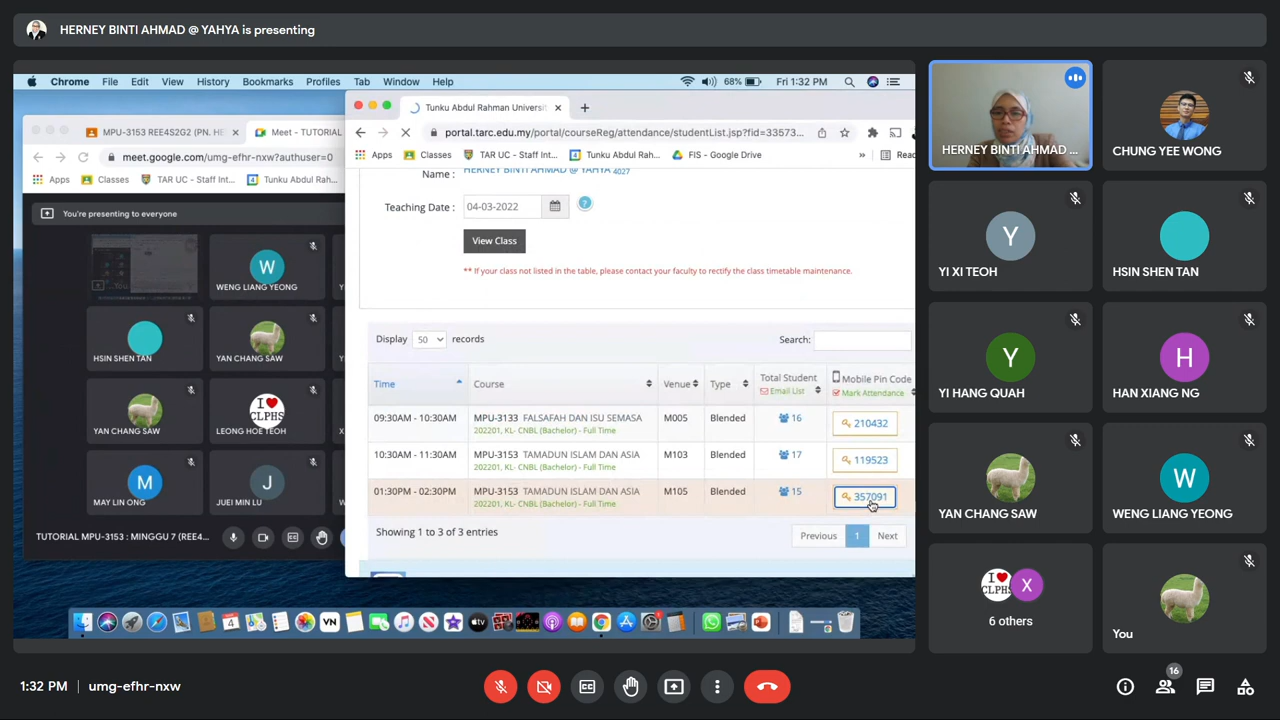 HERNEY BINTI AHMAD @ YAHYA is presenting
Chrome File Edit View History Bookmarks Profiles Tab Window Help
68% Fri 1:32 PM
MPU-3153 REE4S2G2 (PN. H
Meet - TUTORIAL
meet.google.com/umg-efhr-nxw?authuser=0
Apps Classes TAR UC - Staff Int... Tunku Abdul Rah...
You're presenting to everyone
W
WENG LIANG YEONG
HSIN SHEN TAN
YAN CHANG SAW
YAN CHANG SAW
I ♥ CLPHS
LEONG HOE TEOH
M
MAY LIN ONG
J
JUEI MIN LU
TUTORIAL MPU-3153 : MINGGU 7 (REE4...
Tunku Abdul Rahman Universit
portal.tarc.edu.my/portal/courseReg/attendance/studentList.jsp?fid=33573...
Apps Classes TAR UC - Staff Int... Tunku Abdul Rah... FIS - Google Drive » Read
Name : HERNEY BINTI AHMAD @ YAHYA 4027
Teaching Date : 04-03-2022
View Class
** If your class not listed in the table, please contact your faculty to rectify the class timetable maintenance.
Display 50 records Search:
Time Course Venue Type Total Student Email List Mobile Pin Code Mark Attendance
09:30AM - 10:30AM MPU-3133 FALSAFAH DAN ISU SEMASA M005 Blended 16 210432
202201, KL- CNBL (Bachelor) - Full Time
10:30AM - 11:30AM MPU-3153 TAMADUN ISLAM DAN ASIA M103 Blended 17 119523
202201, KL- CNBL (Bachelor) - Full Time
01:30PM - 02:30PM MPU-3153 TAMADUN ISLAM DAN ASIA M105 Blended 15 357091
202201, KL- CNBL (Bachelor) - Full Time
Showing 1 to 3 of 3 entries
Previous 1 Next
VN
tv
HERNEY BINTI AHMAD ...
CHUNG YEE WONG
Y
YI XI TEOH
HSIN SHEN TAN
Y
YI HANG QUAH
H
HAN XIANG NG
YAN CHANG SAW
W
WENG LIANG YEONG
I ♥ CLPHS X
6 others
You
1:32 PM umg-efhr-nxw
16